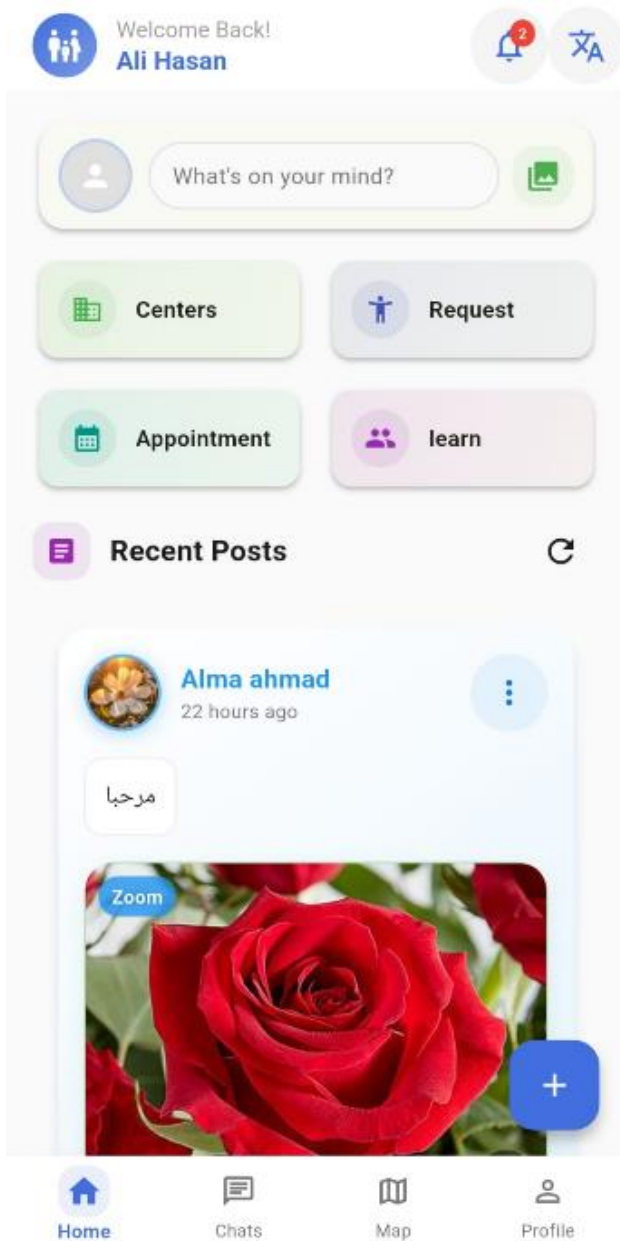 Welcome Back!
Ali Hasan
2
What's on your mind?
Centers
Request
Appointment
learn
Recent Posts
Alma ahmad
22 hours ago
مرحبا
Zoom
Home
Chats
Map
Profile